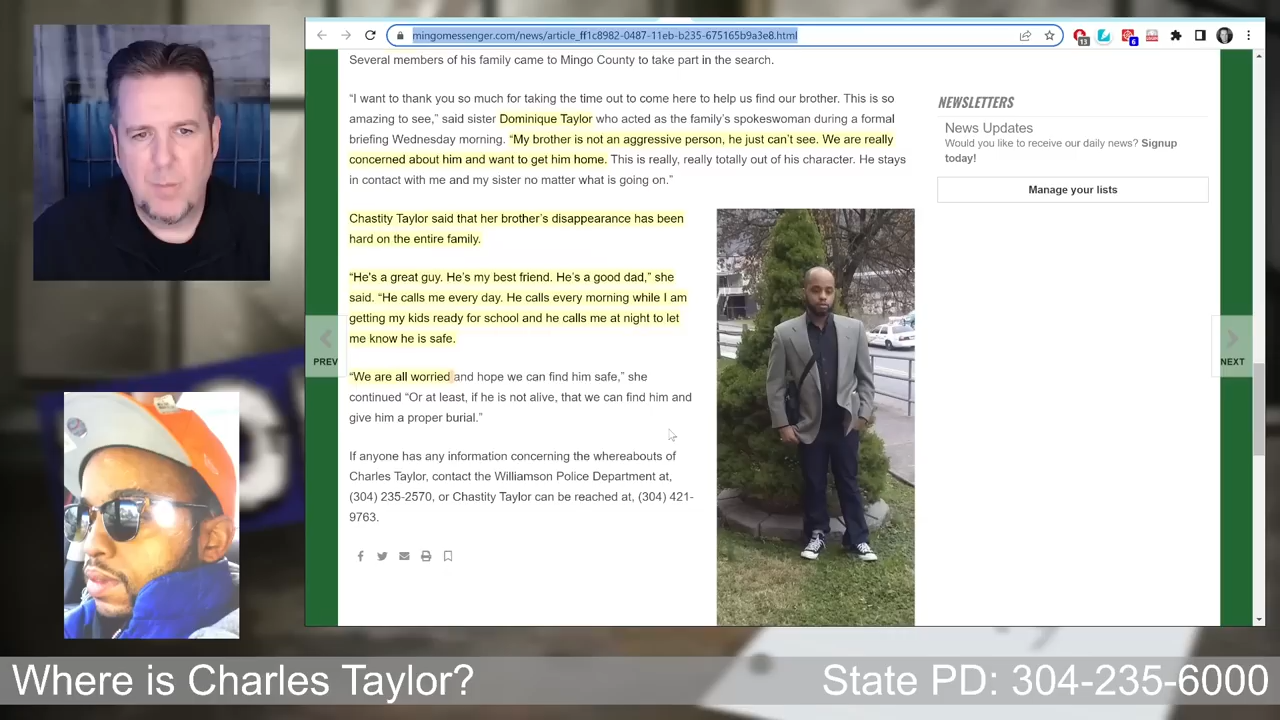 mingomessenger.com/news/article_ff1c8982-0487-11eb-b235-675165b9a3e8.html
13
6
Several members of his family came to Mingo County to take part in the search.
“I want to thank you so much for taking the time out to come here to help us find our brother. This is so
amazing to see,” said sister Dominique Taylor who acted as the family’s spokeswoman during a formal
briefing Wednesday morning. “My brother is not an aggressive person, he just can’t see. We are really
concerned about him and want to get him home. This is really, really totally out of his character. He stays
in contact with me and my sister no matter what is going on.”
Chastity Taylor said that her brother’s disappearance has been
hard on the entire family.
“He's a great guy. He’s my best friend. He’s a good dad,” she
said. “He calls me every day. He calls every morning while I am
getting my kids ready for school and he calls me at night to let
me know he is safe.
“We are all worried and hope we can find him safe,” she
continued “Or at least, if he is not alive, that we can find him and
give him a proper burial.”
If anyone has any information concerning the whereabouts of
Charles Taylor, contact the Williamson Police Department at,
(304) 235-2570, or Chastity Taylor can be reached at, (304) 421-
9763.
NEWSLETTERS
News Updates
Would you like to receive our daily news? Signup
today!
Manage your lists
PREV
NEXT
Where is Charles Taylor?
State PD: 304-235-6000